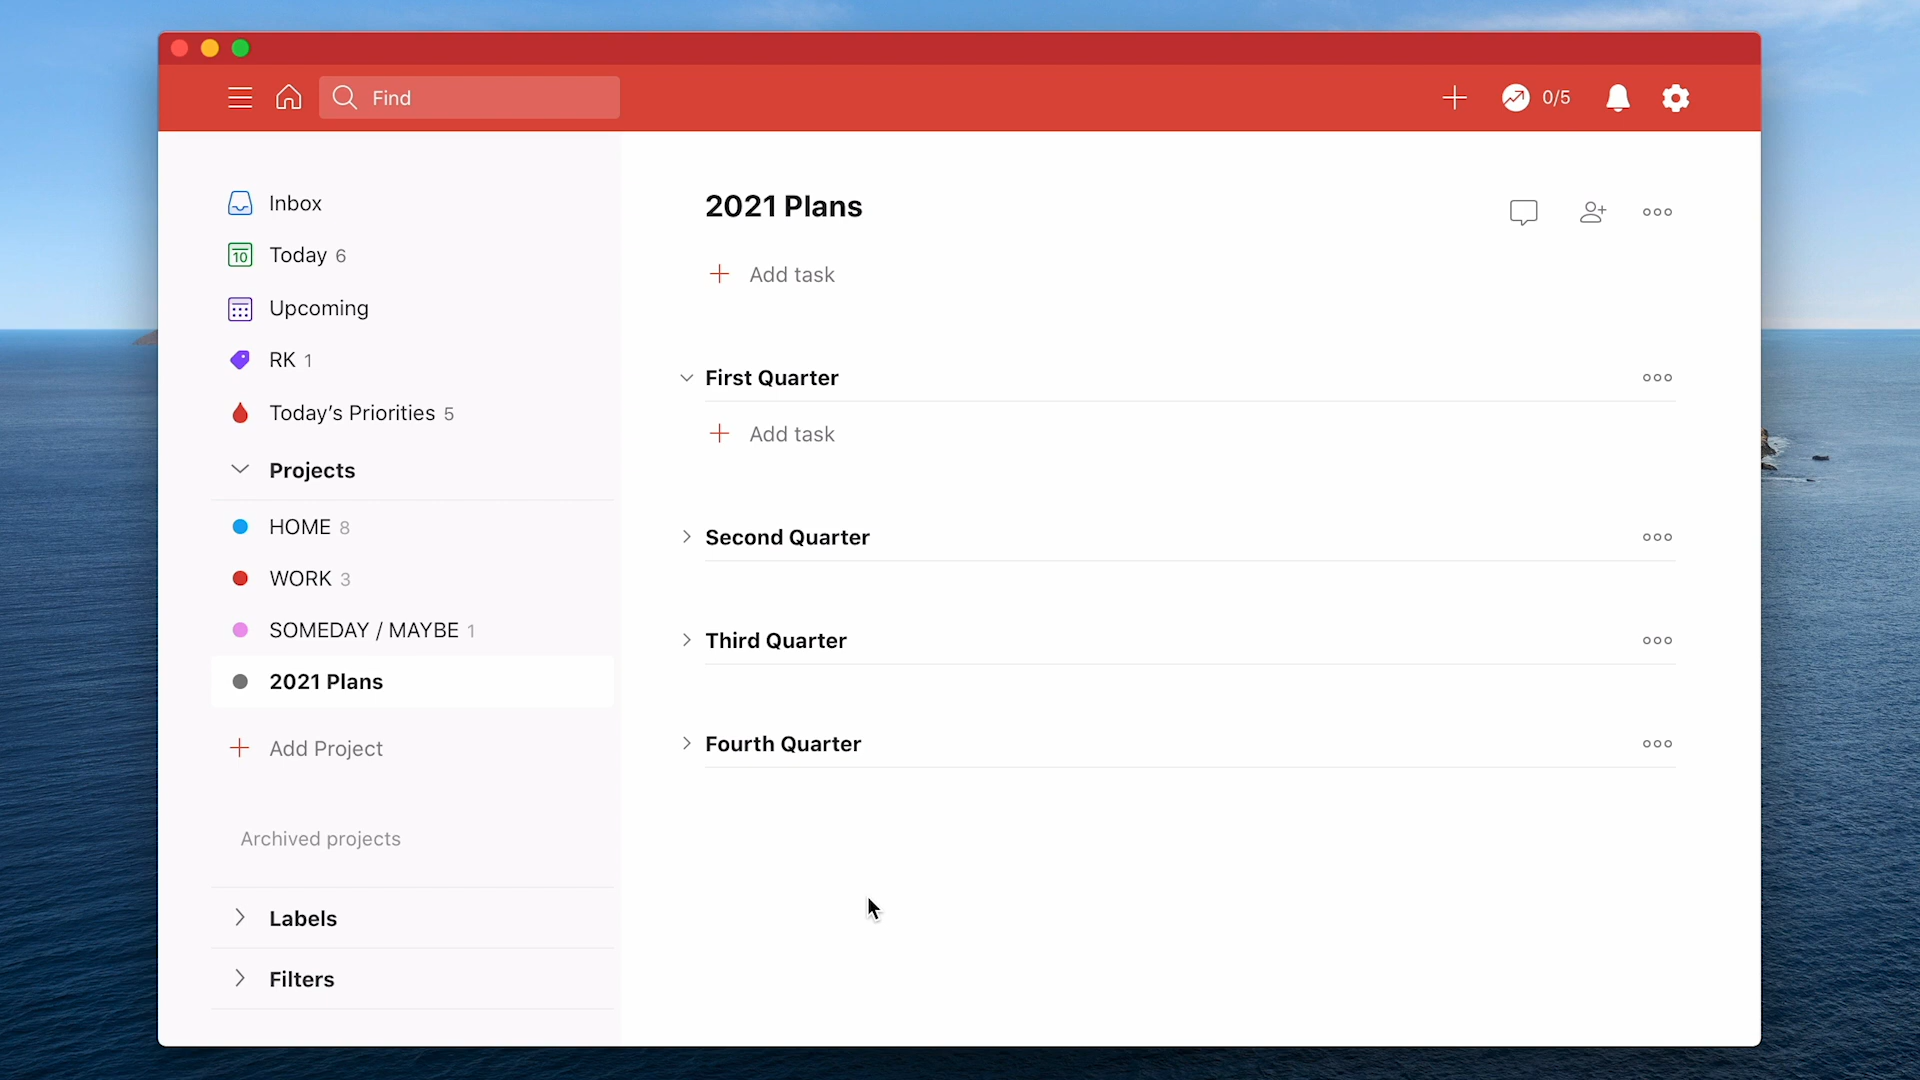 Find
0/5
Inbox
10
Today 6
Upcoming
RK 1
Today's Priorities 5
Projects
HOME 8
WORK 3
SOMEDAY / MAYBE 1
2021 Plans
Add Project
Archived projects
Labels
Filters
2021 Plans
Add task
First Quarter
Add task
Second Quarter
Third Quarter
Fourth Quarter